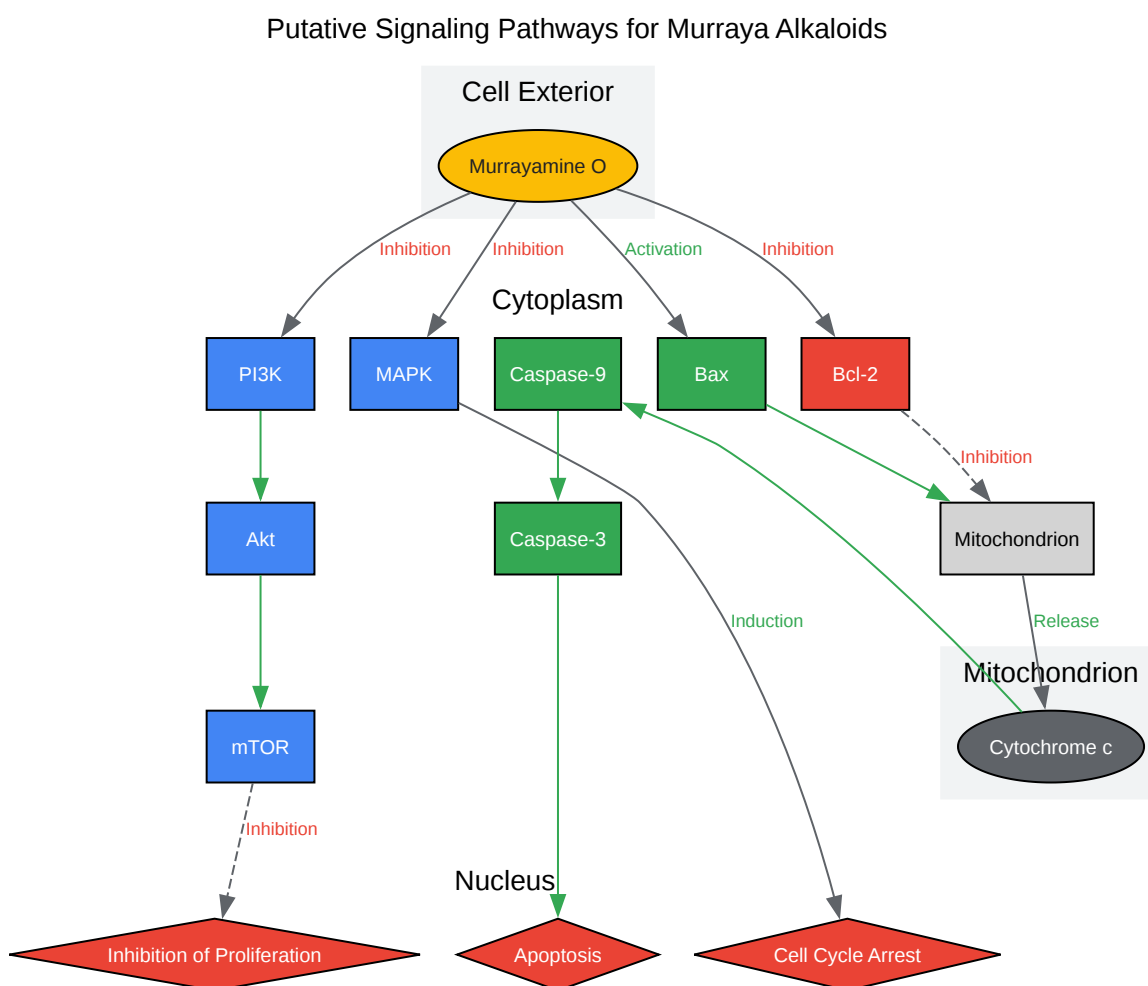 Putative Signaling Pathways for Murraya Alkaloids
Cell Exterior
Murrayamine O
Inhibition
Inhibition
Activation
Inhibition
Cytoplasm
PI3K
MAPK
Caspase-9
Bax
Bcl-2
Inhibition
Akt
Caspase-3
Mitochondrion
Induction
Release
Mitochondrion
mTOR
Cytochrome c
Inhibition
Nucleus
Inhibition of Proliferation
Apoptosis
Cell Cycle Arrest